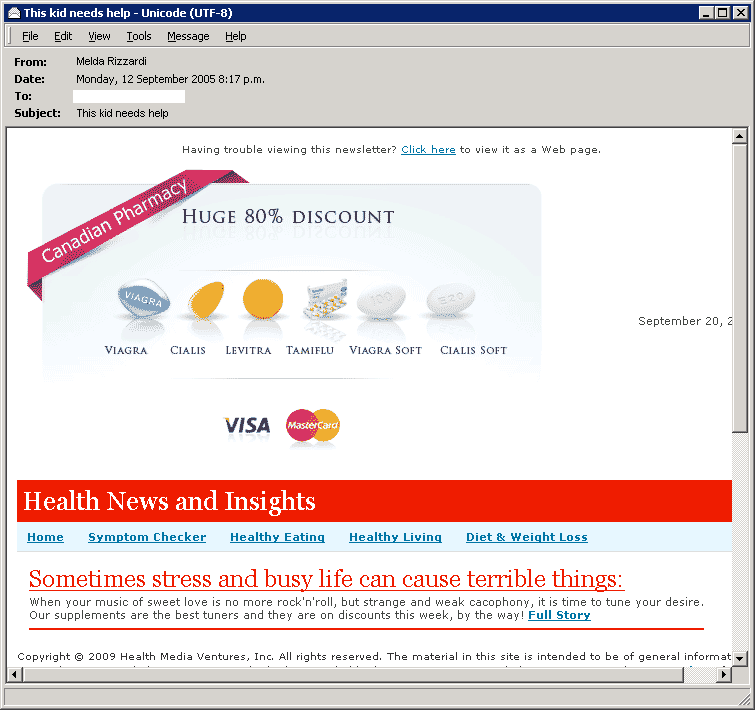 This kid needs help - Unicode (UTF-8)
File Edit View Tools Message Help
From: Melda Rizzardi
Date: Monday, 12 September 2005 8:17 p.m.
To:
Subject: This kid needs help
Having trouble viewing this newsletter? Click here to view it as a Web page.
Canadian Pharmacy
Huge 80% discount
VIAGRA
100
E20
September 20, 2
Viagra Cialis Levitra Tamiflu Viagra Soft Cialis Soft
VISA MasterCard
Health News and Insights
Home Symptom Checker Healthy Eating Healthy Living Diet & Weight Loss
Sometimes stress and busy life can cause terrible things:
When your music of sweet love is no more rock'n'roll, but strange and weak cacophony, it is time to tune your desire.
Our supplements are the best tuners and they are on discounts this week, by the way! Full Story
Copyright © 2009 Health Media Ventures, Inc. All rights reserved. The material in this site is intended to be of general informat